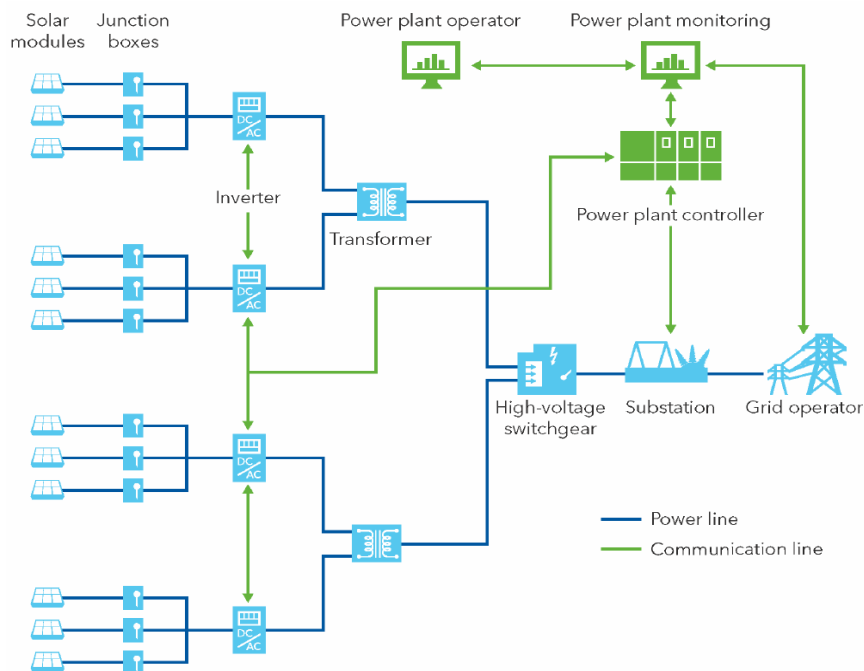 Solar
modules
Junction
boxes
Power plant operator
Power plant monitoring
DC
AC
Inverter
Transformer
Power plant controller
DC
AC
High-voltage
switchgear
Substation
Grid operator
DC
AC
Power line
Communication line
DC
AC